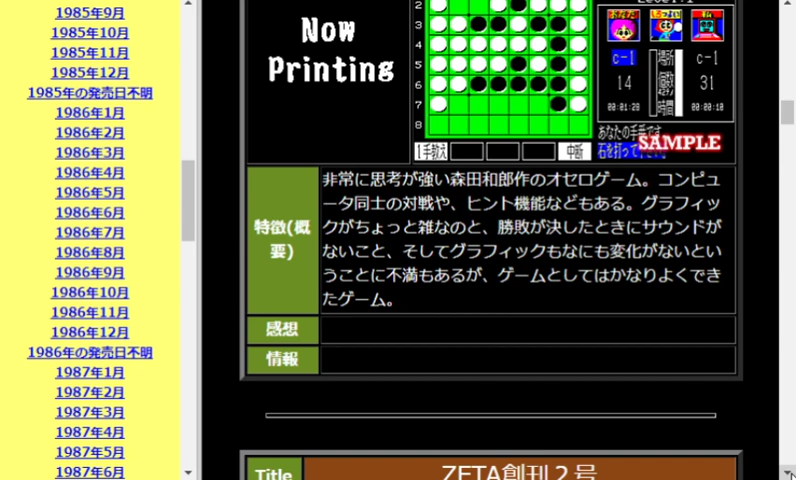 1985年9月
1985年10月
1985年11月
1985年12月
1985年の発売日不明
1986年1月
1986年2月
1986年3月
1986年4月
1986年5月
1986年6月
1986年7月
1986年8月
1986年9月
1986年10月
1986年11月
1986年12月
1986年の発売日不明
1987年1月
1987年2月
1987年3月
1987年4月
1987年5月
1987年6月
Now
Printing
2
3
4
5
6
7
8
c-1 場所 c-1
14 個数 31
00:01:28 時間 00:00:10
あなたの手番です
石を打って
SAMPLE
1手教え
中断
特徴(概要)
非常に思考が強い森田和郎作のオセロゲーム。コンピュ
ータ同士の対戦や、ヒント機能などもある。グラフィッ
クがちょっと雑なのと、勝敗が決したときにサウンドが
ないこと、そしてグラフィックもなにも変化がないとい
うことに不満もあるが、ゲームとしてはかなりよくでき
たゲーム。
感想
情報
Title
ZETA創刊２号